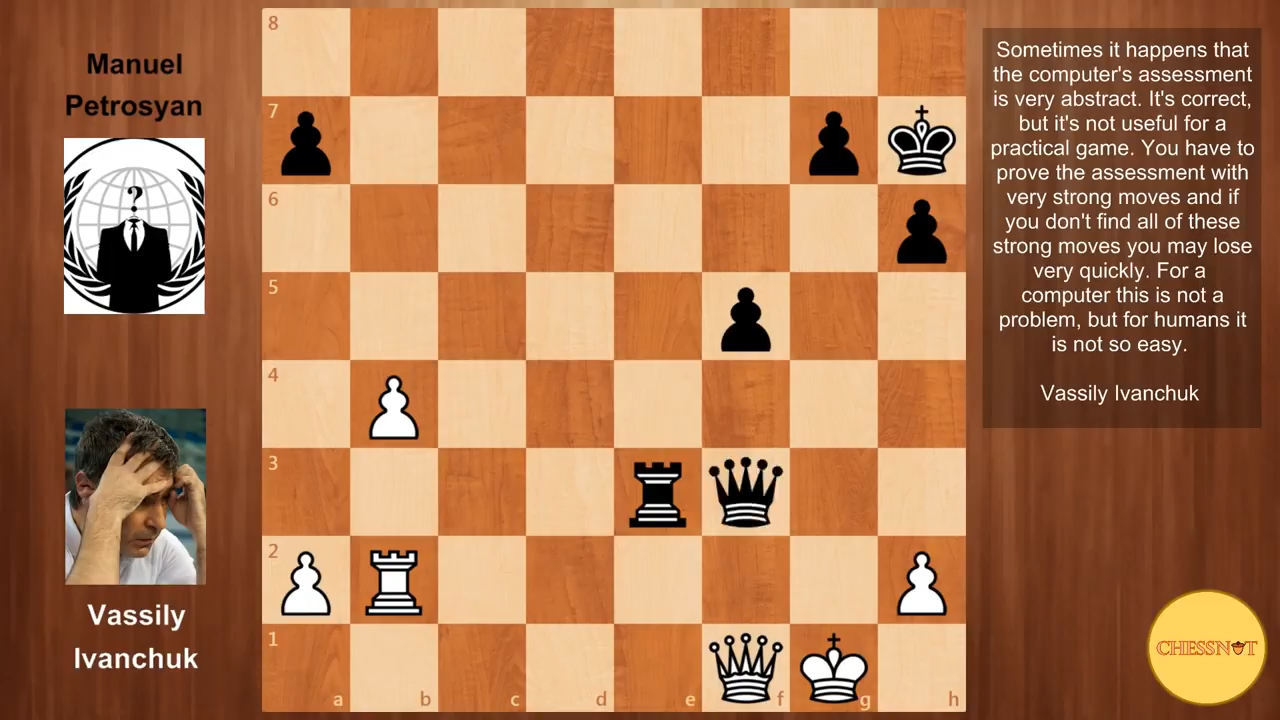 Manuel
Petrosyan
?
Vassily
Ivanchuk
8
7
6
5
4
3
2
1
a b c d e f g h
Sometimes it happens that
the computer's assessment
is very abstract. It's correct,
but it's not useful for a
practical game. You have to
prove the assessment with
very strong moves and if
you don't find all of these
strong moves you may lose
very quickly. For a
computer this is not a
problem, but for humans it
is not so easy.
Vassily Ivanchuk
CHESSNUT